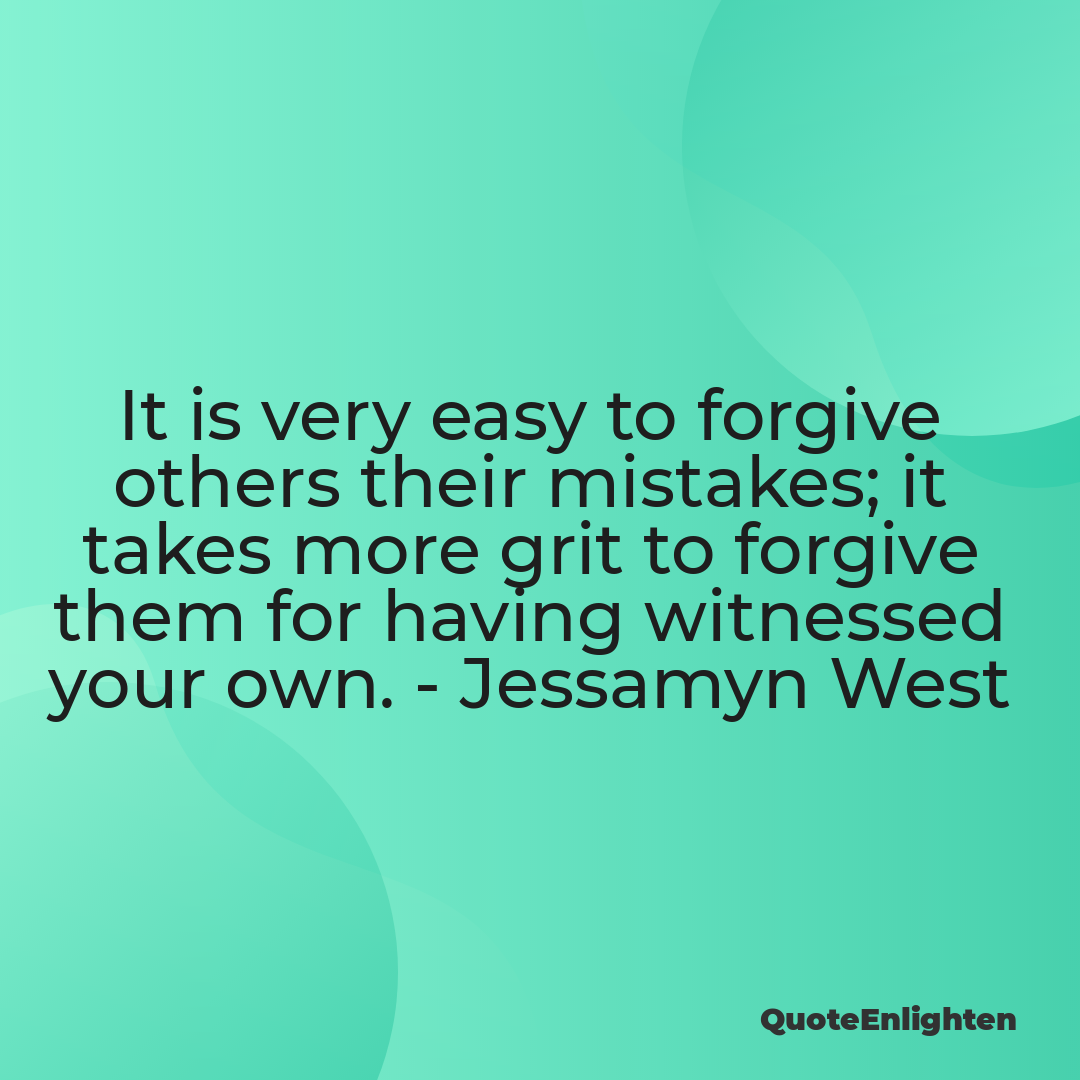 It is very easy to forgive
others their mistakes; it
takes more grit to forgive
them for having witnessed
your own. - Jessamyn West
QuoteEnlighten